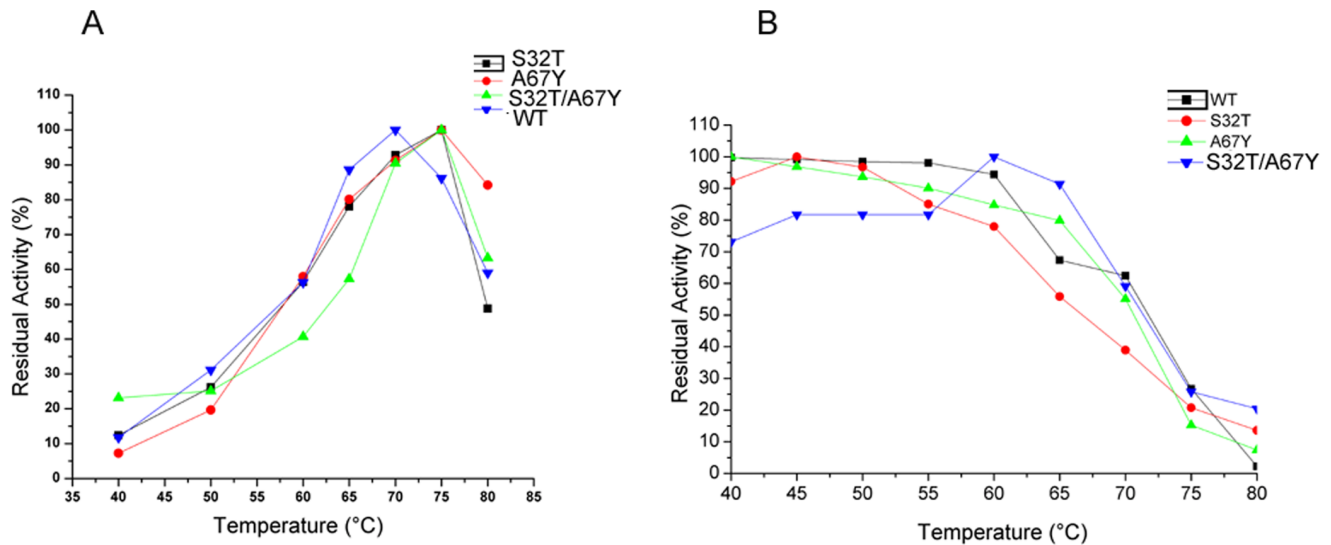 A
S32T
A67Y
S32T/A67Y
WT
110
100
90
80
70
60
50
40
30
20
10
0
35 40 45 50 55 60 65 70 75 80 85
Residual Activity (%)
Temperature (°C)
B
WT
S32T
A67Y
S32T/A67Y
110
100
90
80
70
60
50
40
30
20
10
0
40 45 50 55 60 65 70 75 80
Residual Activity (%)
Temperature (°C)